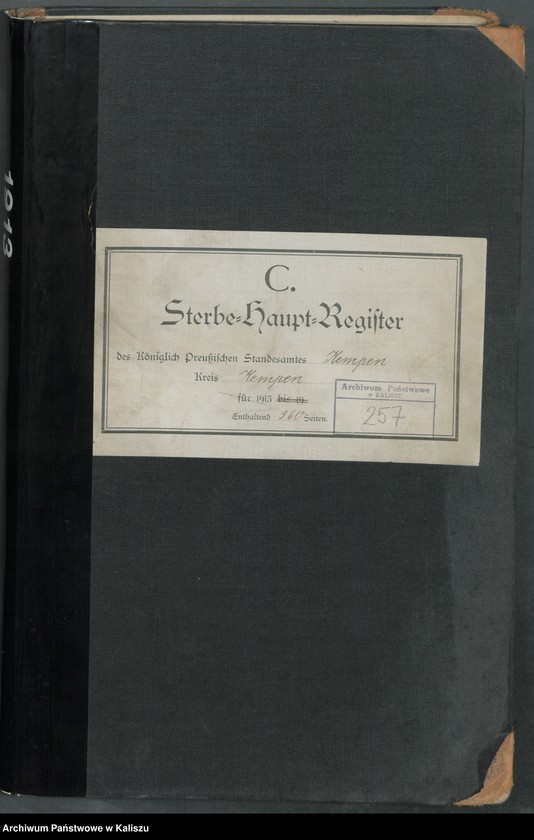 1913
C.
Sterbe=Haupt=Register
des Königlich Preußischen Standesamtes Kempen
Kreis Kempen
für 1913 bis 19
Enthaltend 960 Seiten.
Archiwum Państwowe
w KALISZU
257
Archiwum Państwowe w Kaliszu